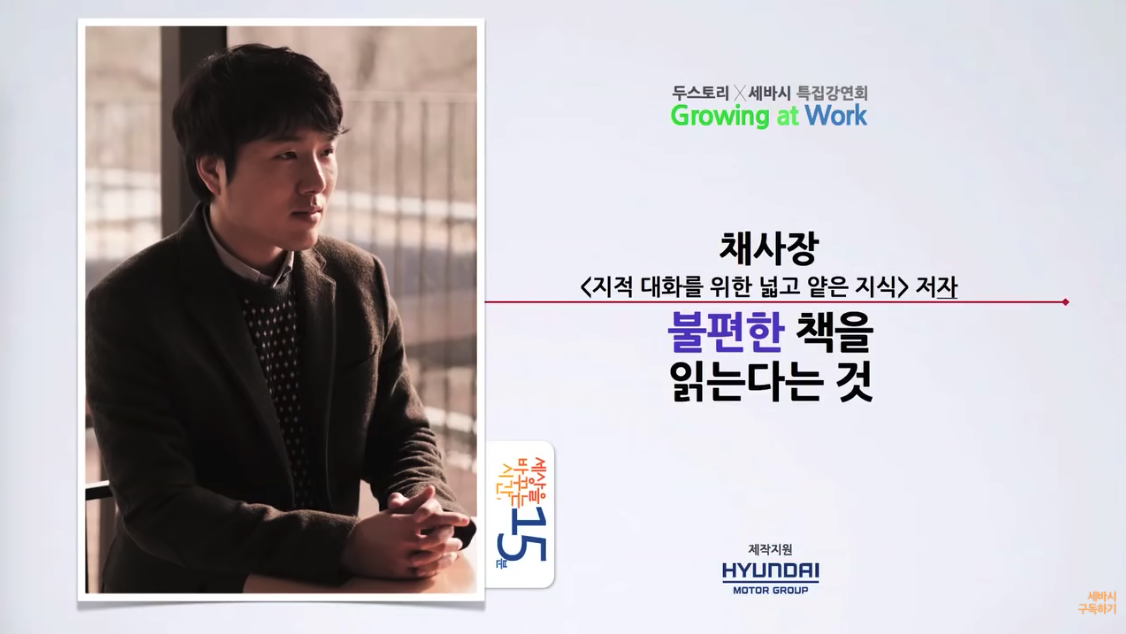 두스토리 X 세바시 특집강연회
Growing at Work
채사장
<지적 대화를 위한 넓고 얕은 지식> 저자
불편한 책을
읽는다는 것
세상을
바꾸는
시간,
15
분
제작지원
HYUNDAI
MOTOR GROUP
세바시
구독하기